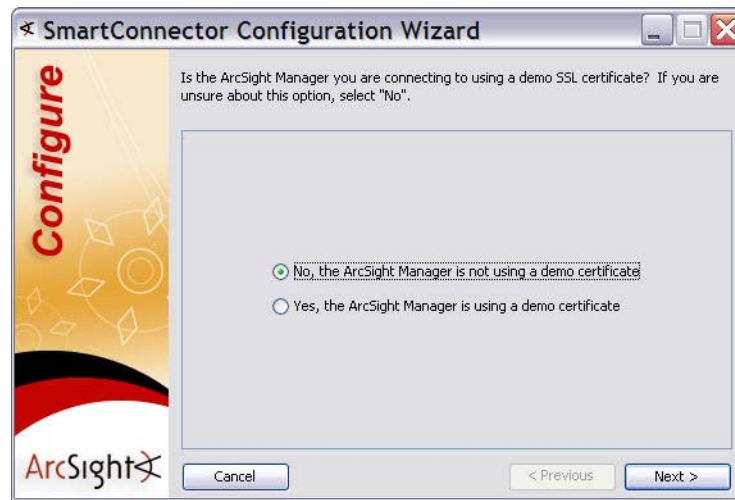 SmartConnector Configuration Wizard
Configure
Is the ArcSight Manager you are connecting to using a demo SSL certificate? If you are
unsure about this option, select "No".
No, the ArcSight Manager is not using a demo certificate
Yes, the ArcSight Manager is using a demo certificate
ArcSight
Cancel
< Previous
Next >